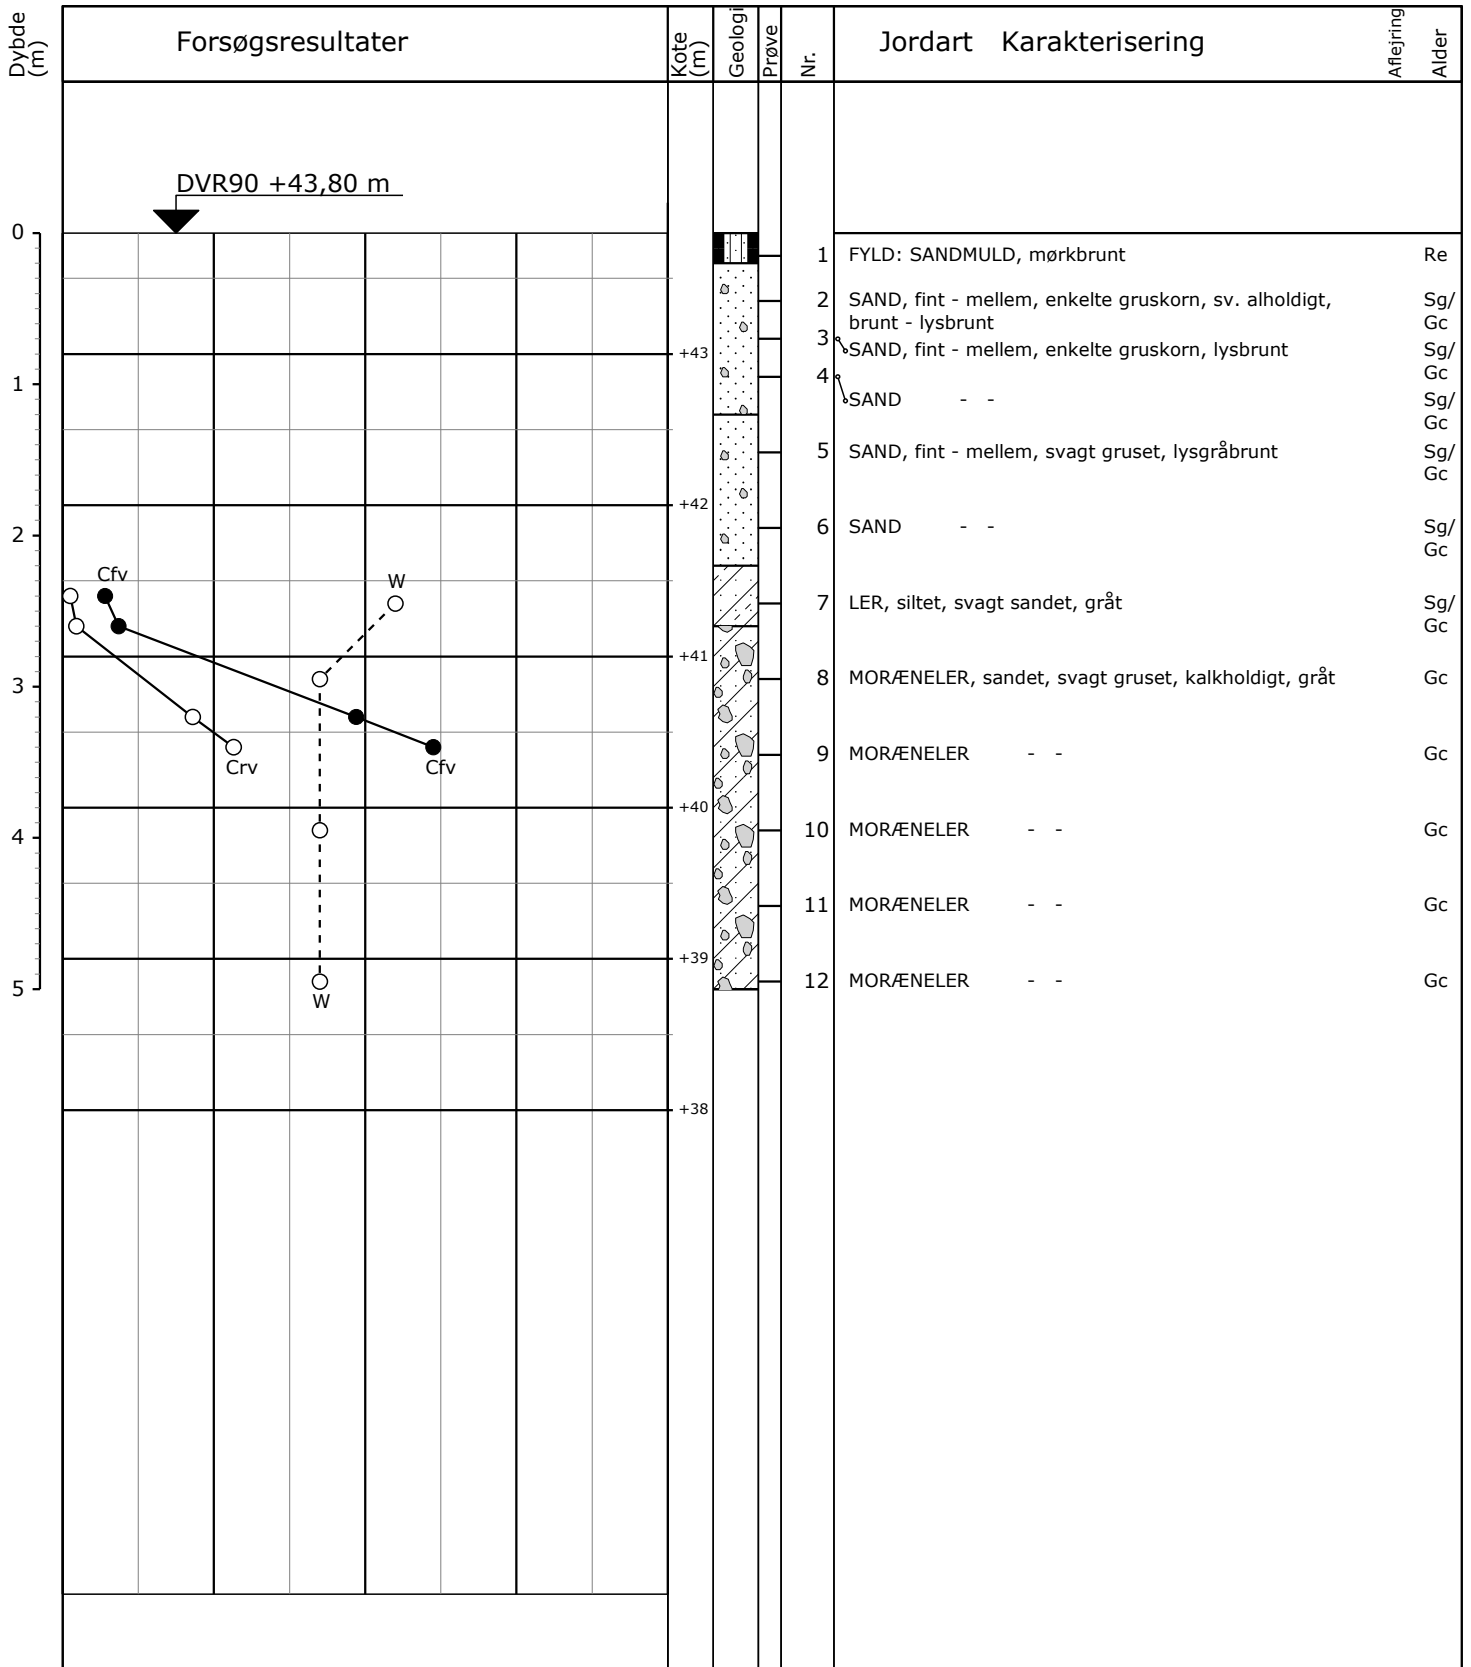 Dybde (m)
Forsøgsresultater
Kote (m)
Geologi
Prøve
Nr.
Jordart Karakterisering
Aflejring
Alder
DVR90 +43,80 m
0
1 FYLD: SANDMULD, mørkbrunt Re
2 SAND, fint - mellem, enkelte gruskorn, sv. alholdigt, Sg/
brunt - lysbrunt Gc
3 SAND, fint - mellem, enkelte gruskorn, lysbrunt Sg/
Gc
+43
1
4 SAND - - Sg/
Gc
5 SAND, fint - mellem, svagt gruset, lysgråbrunt Sg/
Gc
+42
2
6 SAND - - Sg/
Gc
Cfv
W
7 LER, siltet, svagt sandet, gråt Sg/
Gc
+41
3
8 MORÆNELER, sandet, svagt gruset, kalkholdigt, gråt Gc
Crv
Cfv
9 MORÆNELER - - Gc
+40
4
10 MORÆNELER - - Gc
11 MORÆNELER - - Gc
+39
5
12 MORÆNELER - - Gc
W
+38